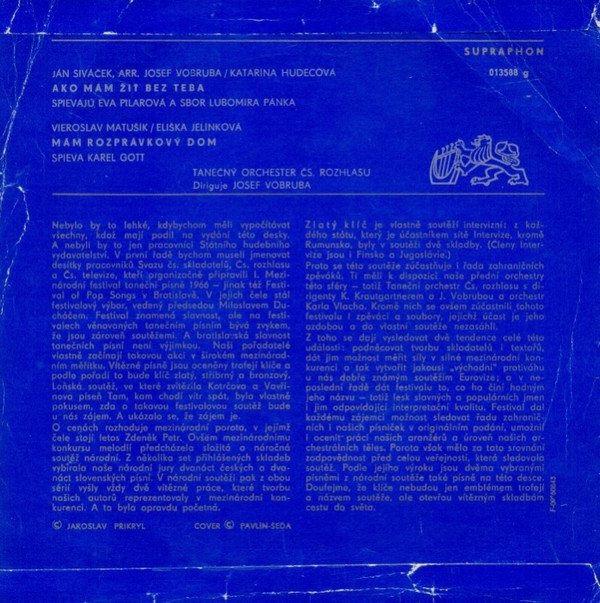 SUPRAPHON
013588 g
JÁN SIVÁČEK, ARR. JOSEF VOBRUBA / KATARÍNA HUDECOVÁ
AKO MÁM ŽIŤ BEZ TEBA
SPIEVAJÚ EVA PILAROVÁ A SBOR LUBOMÍRA PÁNKA
VIEROSLAV MATUŠÍK / ELIŠKA JELÍNKOVÁ
MÁM ROZPRÁVKOVÝ DOM
SPIEVA KAREL GOTT
TANEČNÝ ORCHESTER ČS. ROZHLASU
Diriguje JOSEF VOBRUBA
Nebylo by to lehké, kdybychom měli vypočítávat
všechny, kdož mají podíl na vydání této desky.
A nebyli by to jen pracovníci Státního hudebního
vydavatelství. V první řadě bychom museli jmenovat
desítky pracovníků Svazu čs. skladatelů, Čs. rozhlasu
a Čs. televize, kteří organizačně připravili I. Mezi-
národní festival taneční písně 1966 – jinak též Festi-
val of Pop Songs v Bratislavě. V jejich čele stál
festivalový výbor, vedený předsedou Miloslavem Du-
cháčem. Festival znamená slavnost, ale na festi-
valech věnovaných tanečním písním bývá zvykem,
že jsou zároveň soutěžemi. A bratislavská slavnost
tanečních písní není výjimkou. Naši pořadatelé
vlastně začínají takovou akci v širokém mezinárod-
ním měřítku. Vítězné písně jsou oceněny trofejí klíče a
podle pořadí to bude klíč zlatý, stříbrný a bronzový.
Loňská soutěž, ve které zvítězila Kotrčova a Vavři-
nova píseň Tam, kam chodí vítr spát, byla vlastně
pokusem, zda o takovou festivalovou soutěž bude
u nás zájem. A ukázalo se, že zájem je.
O cenách rozhoduje mezinárodní porota, v jejímž
čele stojí letos Zdeněk Petr. Ovšem mezinárodnímu
konkursu melodií předcházela složitá a náročná
soutěž národní. Z několika set přihlášených skladeb
vybírala naše národní jury dvanáct českých a dva-
náct slovenských písní. V národní soutěži pak z obou
sérií vyšly vždy dvě vítězné práce, které tvorbu
našich autorů reprezentovaly v mezinárodní kon-
kurenci. A ta byla opravdu početná.
© JAROSLAV PŘIKRYL COVER © PAVLÍN-ŠEDA
Zlatý klíč je vlastně soutěží intervizní: z kaž-
dého státu, který je účastníkem sítě Intervize, kromě
Rumunska, byly v soutěži dvě skladby. (Členy Inter-
vize jsou i Finsko a Jugoslávie.)
Proto se této soutěže zúčastňuje i řada zahraničních
zpěváků. Ti měli k dispozici naše přední orchestry
této sféry – totiž Taneční orchestr Čs. rozhlasu s di-
rigenty K. Krautgartnerem a J. Vobrubou a orchestr
Karla Vlacha. Kromě nich se ovšem zúčastnili tohoto
festivalu i zpěváci a soubory, jejichž účast je jeho
ozdobou a do vlastní soutěže nezasáhli.
Z toho se dají vysledovat dvě tendence celé této
události: podněcovat tvorbu skladatelů i textařů,
dát jim možnost měřit síly v silné mezinárodní kon-
kurenci a tak vytvořit jakousi „východní" protiváhu
u nás dobře známým soutěžím Eurovize; a v ne-
poslední řadě dát festivalu to, co ho činí hodným
jeho názvu – totiž lesk slavných a populárních jmen
i jim odpovídající interpretační kvalitu. Festival dal
každému zájemci možnost sledovat řadu zahranič-
ních i našich písniček v originálním podání, umožnil
i ocenit práci našich aranžérů a úroveň našich or-
chestrálních těles. Porota však měla za toto srovnání
zodpovědnost před celou veřejností, která sledovala
soutěž. Podle jejího výroku jsou dvěma vybranými
písněmi z národní soutěže také písně na této desce.
Doufejme, že klíče nebudou jen emblémem trofejí
a názvem soutěže, ale otevřou vítězným skladbám
cestu do světa.